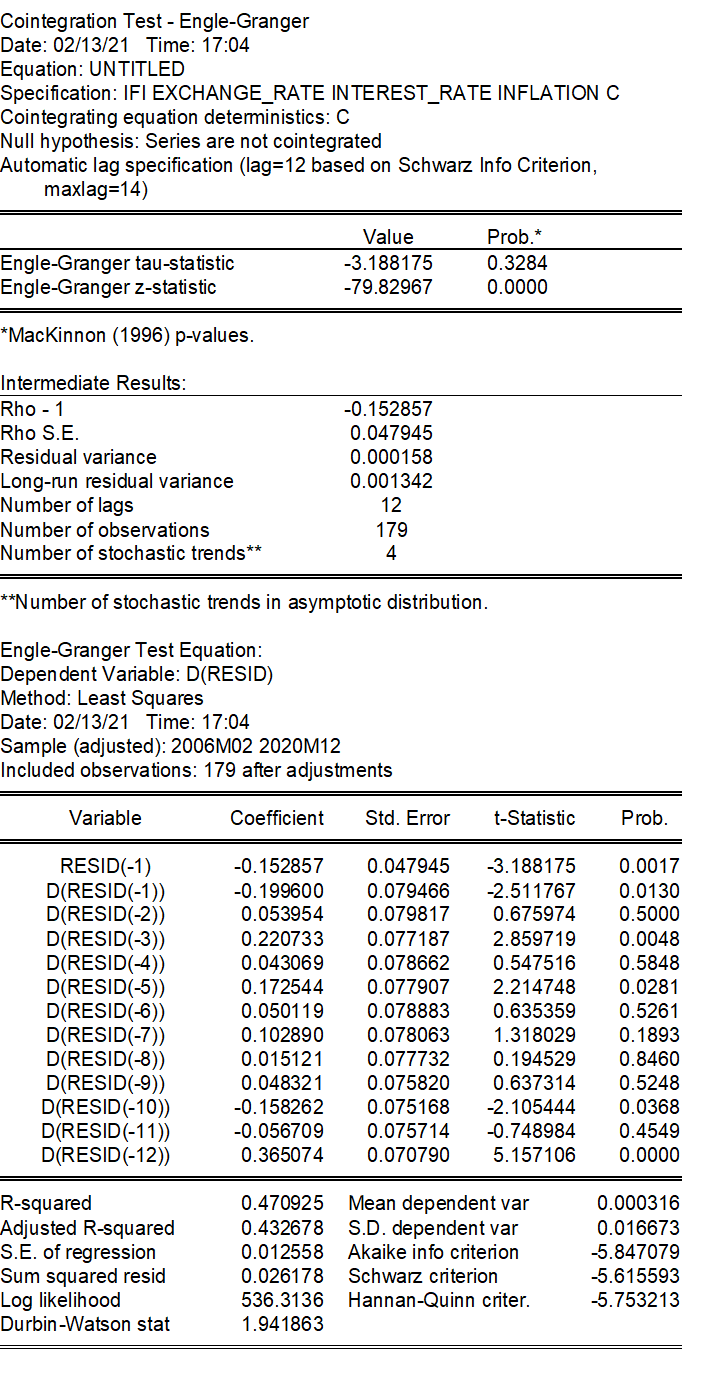 Cointegration Test - Engle-Granger
Date: 02/13/21 Time: 17:04
Equation: UNTITLED
Specification: IFI EXCHANGE_RATE INTEREST_RATE INFLATION C
Cointegrating equation deterministics: C
Null hypothesis: Series are not cointegrated
Automatic lag specification (lag=12 based on Schwarz Info Criterion,
maxlag=14)
Value Prob.*
Engle-Granger tau-statistic -3.188175 0.3284
Engle-Granger z-statistic -79.82967 0.0000
*MacKinnon (1996) p-values.
Intermediate Results:
Rho - 1 -0.152857
Rho S.E. 0.047945
Residual variance 0.000158
Long-run residual variance 0.001342
Number of lags 12
Number of observations 179
Number of stochastic trends** 4
**Number of stochastic trends in asymptotic distribution.
Engle-Granger Test Equation:
Dependent Variable: D(RESID)
Method: Least Squares
Date: 02/13/21 Time: 17:04
Sample (adjusted): 2006M02 2020M12
Included observations: 179 after adjustments
Variable Coefficient Std. Error t-Statistic Prob.
RESID(-1) -0.152857 0.047945 -3.188175 0.0017
D(RESID(-1)) -0.199600 0.079466 -2.511767 0.0130
D(RESID(-2)) 0.053954 0.079817 0.675974 0.5000
D(RESID(-3)) 0.220733 0.077187 2.859719 0.0048
D(RESID(-4)) 0.043069 0.078662 0.547516 0.5848
D(RESID(-5)) 0.172544 0.077907 2.214748 0.0281
D(RESID(-6)) 0.050119 0.078883 0.635359 0.5261
D(RESID(-7)) 0.102890 0.078063 1.318029 0.1893
D(RESID(-8)) 0.015121 0.077732 0.194529 0.8460
D(RESID(-9)) 0.048321 0.075820 0.637314 0.5248
D(RESID(-10)) -0.158262 0.075168 -2.105444 0.0368
D(RESID(-11)) -0.056709 0.075714 -0.748984 0.4549
D(RESID(-12)) 0.365074 0.070790 5.157106 0.0000
R-squared 0.470925 Mean dependent var 0.000316
Adjusted R-squared 0.432678 S.D. dependent var 0.016673
S.E. of regression 0.012558 Akaike info criterion -5.847079
Sum squared resid 0.026178 Schwarz criterion -5.615593
Log likelihood 536.3136 Hannan-Quinn criter. -5.753213
Durbin-Watson stat 1.941863